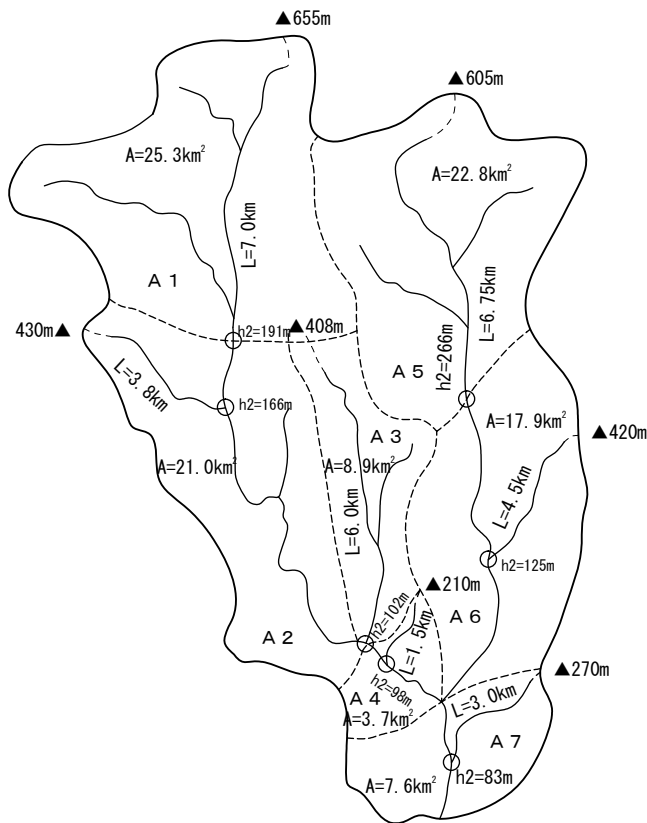 ▲655m
▲605m
A=25.3km²
A=22.8km²
L=7.0km
A 1
L=6.75km
430m▲
h2=191m
▲408m
h2=266m
L=3.8km
A 5
h2=166m
A=17.9km²
▲420m
A 3
A=21.0km²
A=8.9km²
L=4.5km
L=6.0km
h2=125m
▲210m
h2=102m
A 6
L=1.5km
A 2
▲270m
h2=98m
A 4
L=3.0km
A=3.7km²
A 7
h2=83m
A=7.6km²